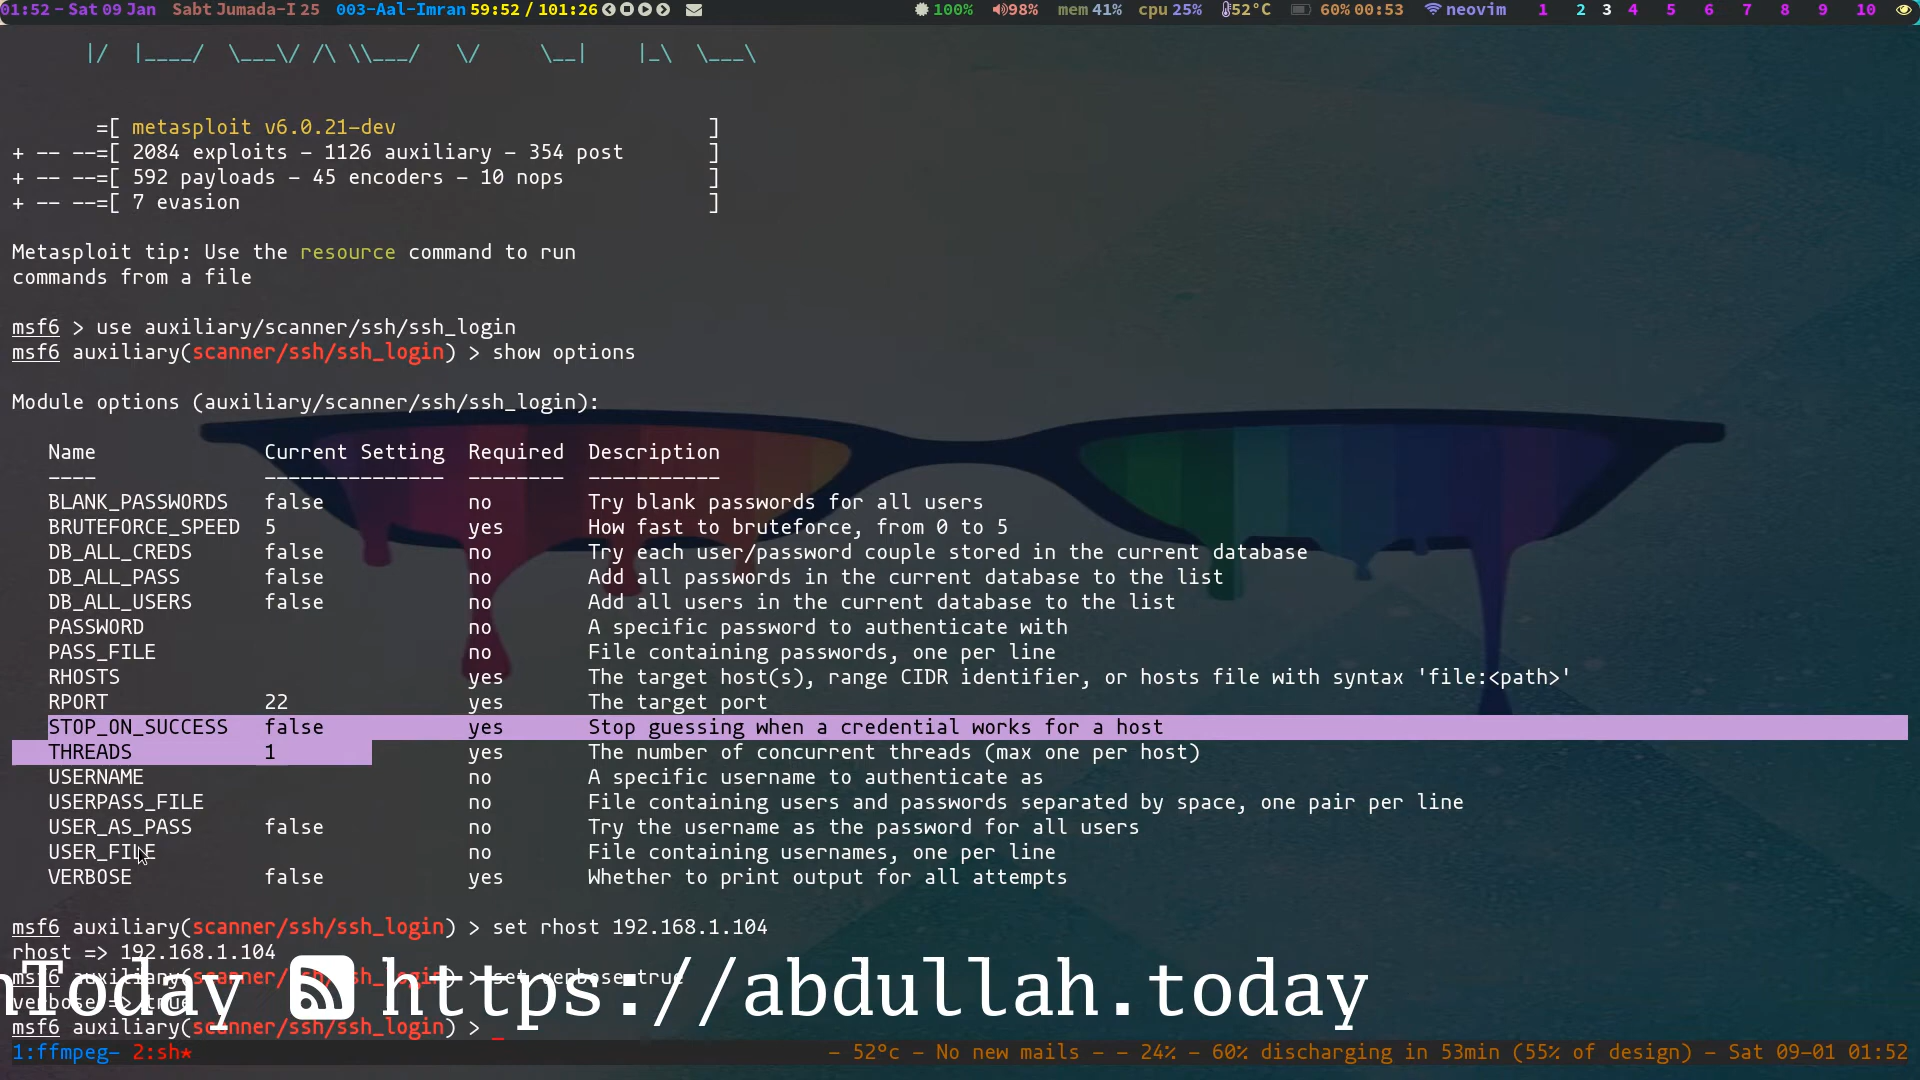 01:52 - Sat 09 Jan Sabt Jumada-I 25 003-Aal-Imran 59:52 / 101:26 100% 98% mem 41% cpu 25% 52°C 60% 00:53 neovim 1 2 3 4 5 6 7 8 9 10
|/ |____/ \___\/ /\ \\___/ \/ \__| |_\ \___\
=[ metasploit v6.0.21-dev ]
+ -- --=[ 2084 exploits - 1126 auxiliary - 354 post ]
+ -- --=[ 592 payloads - 45 encoders - 10 nops ]
+ -- --=[ 7 evasion ]
Metasploit tip: Use the resource command to run
commands from a file
msf6 > use auxiliary/scanner/ssh/ssh_login
msf6 auxiliary(scanner/ssh/ssh_login) > show options
Module options (auxiliary/scanner/ssh/ssh_login):
Name Current Setting Required Description
---- --------------- -------- -----------
BLANK_PASSWORDS false no Try blank passwords for all users
BRUTEFORCE_SPEED 5 yes How fast to bruteforce, from 0 to 5
DB_ALL_CREDS false no Try each user/password couple stored in the current database
DB_ALL_PASS false no Add all passwords in the current database to the list
DB_ALL_USERS false no Add all users in the current database to the list
PASSWORD no A specific password to authenticate with
PASS_FILE no File containing passwords, one per line
RHOSTS yes The target host(s), range CIDR identifier, or hosts file with syntax 'file:<path>'
RPORT 22 yes The target port
STOP_ON_SUCCESS false yes Stop guessing when a credential works for a host
THREADS 1 yes The number of concurrent threads (max one per host)
USERNAME no A specific username to authenticate as
USERPASS_FILE no File containing users and passwords separated by space, one pair per line
USER_AS_PASS false no Try the username as the password for all users
USER_FILE no File containing usernames, one per line
VERBOSE false yes Whether to print output for all attempts
msf6 auxiliary(scanner/ssh/ssh_login) > set rhost 192.168.1.104
rhost => 192.168.1.104
msf6 auxiliary(scanner/ssh/ssh_login) > set verbose true
nToday https://abdullah.today
verbose => true
msf6 auxiliary(scanner/ssh/ssh_login) > _
1:ffmpeg- 2:sh* - 52°c - No new mails - - 24% - 60% discharging in 53min (55% of design) - Sat 09-01 01:52